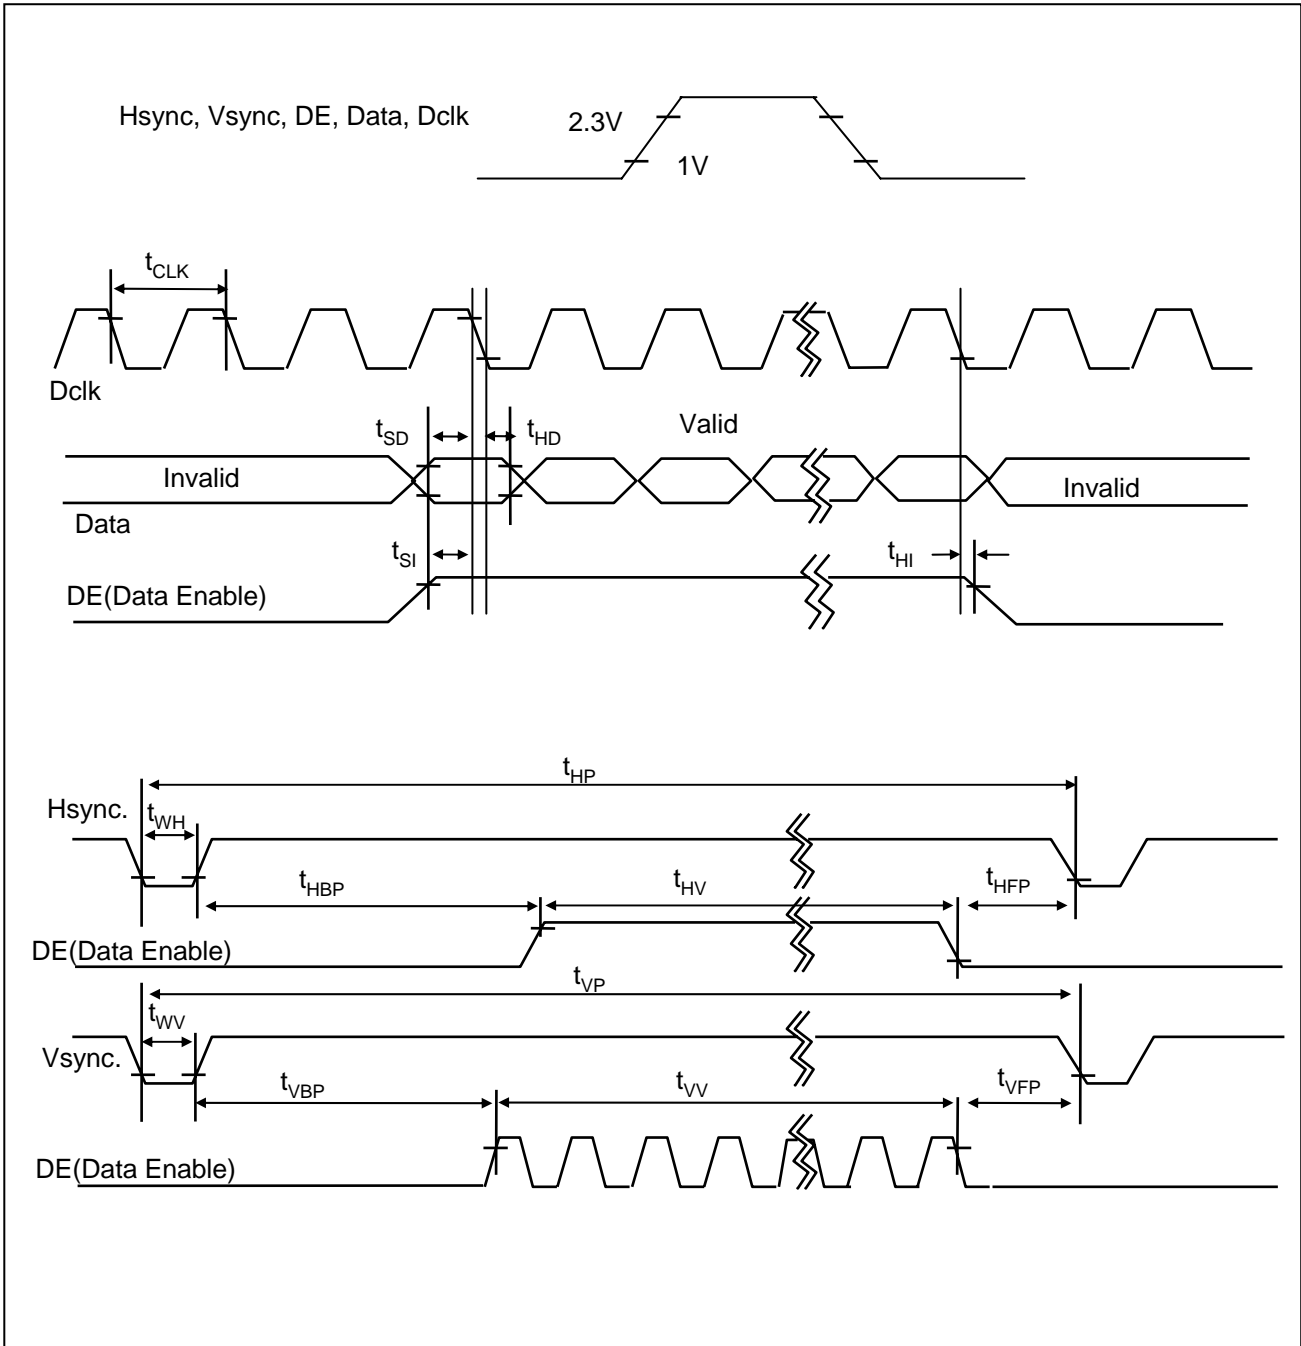 Hsync, Vsync, DE, Data, Dclk
2.3V
1V
tCLK
Dclk
tSD
tHD
Valid
Invalid
Invalid
Data
tSI
tHI
DE(Data Enable)
tHP
Hsync.
tWH
tHBP
tHV
tHFP
DE(Data Enable)
tVP
tWV
Vsync.
tVBP
tVV
tVFP
DE(Data Enable)